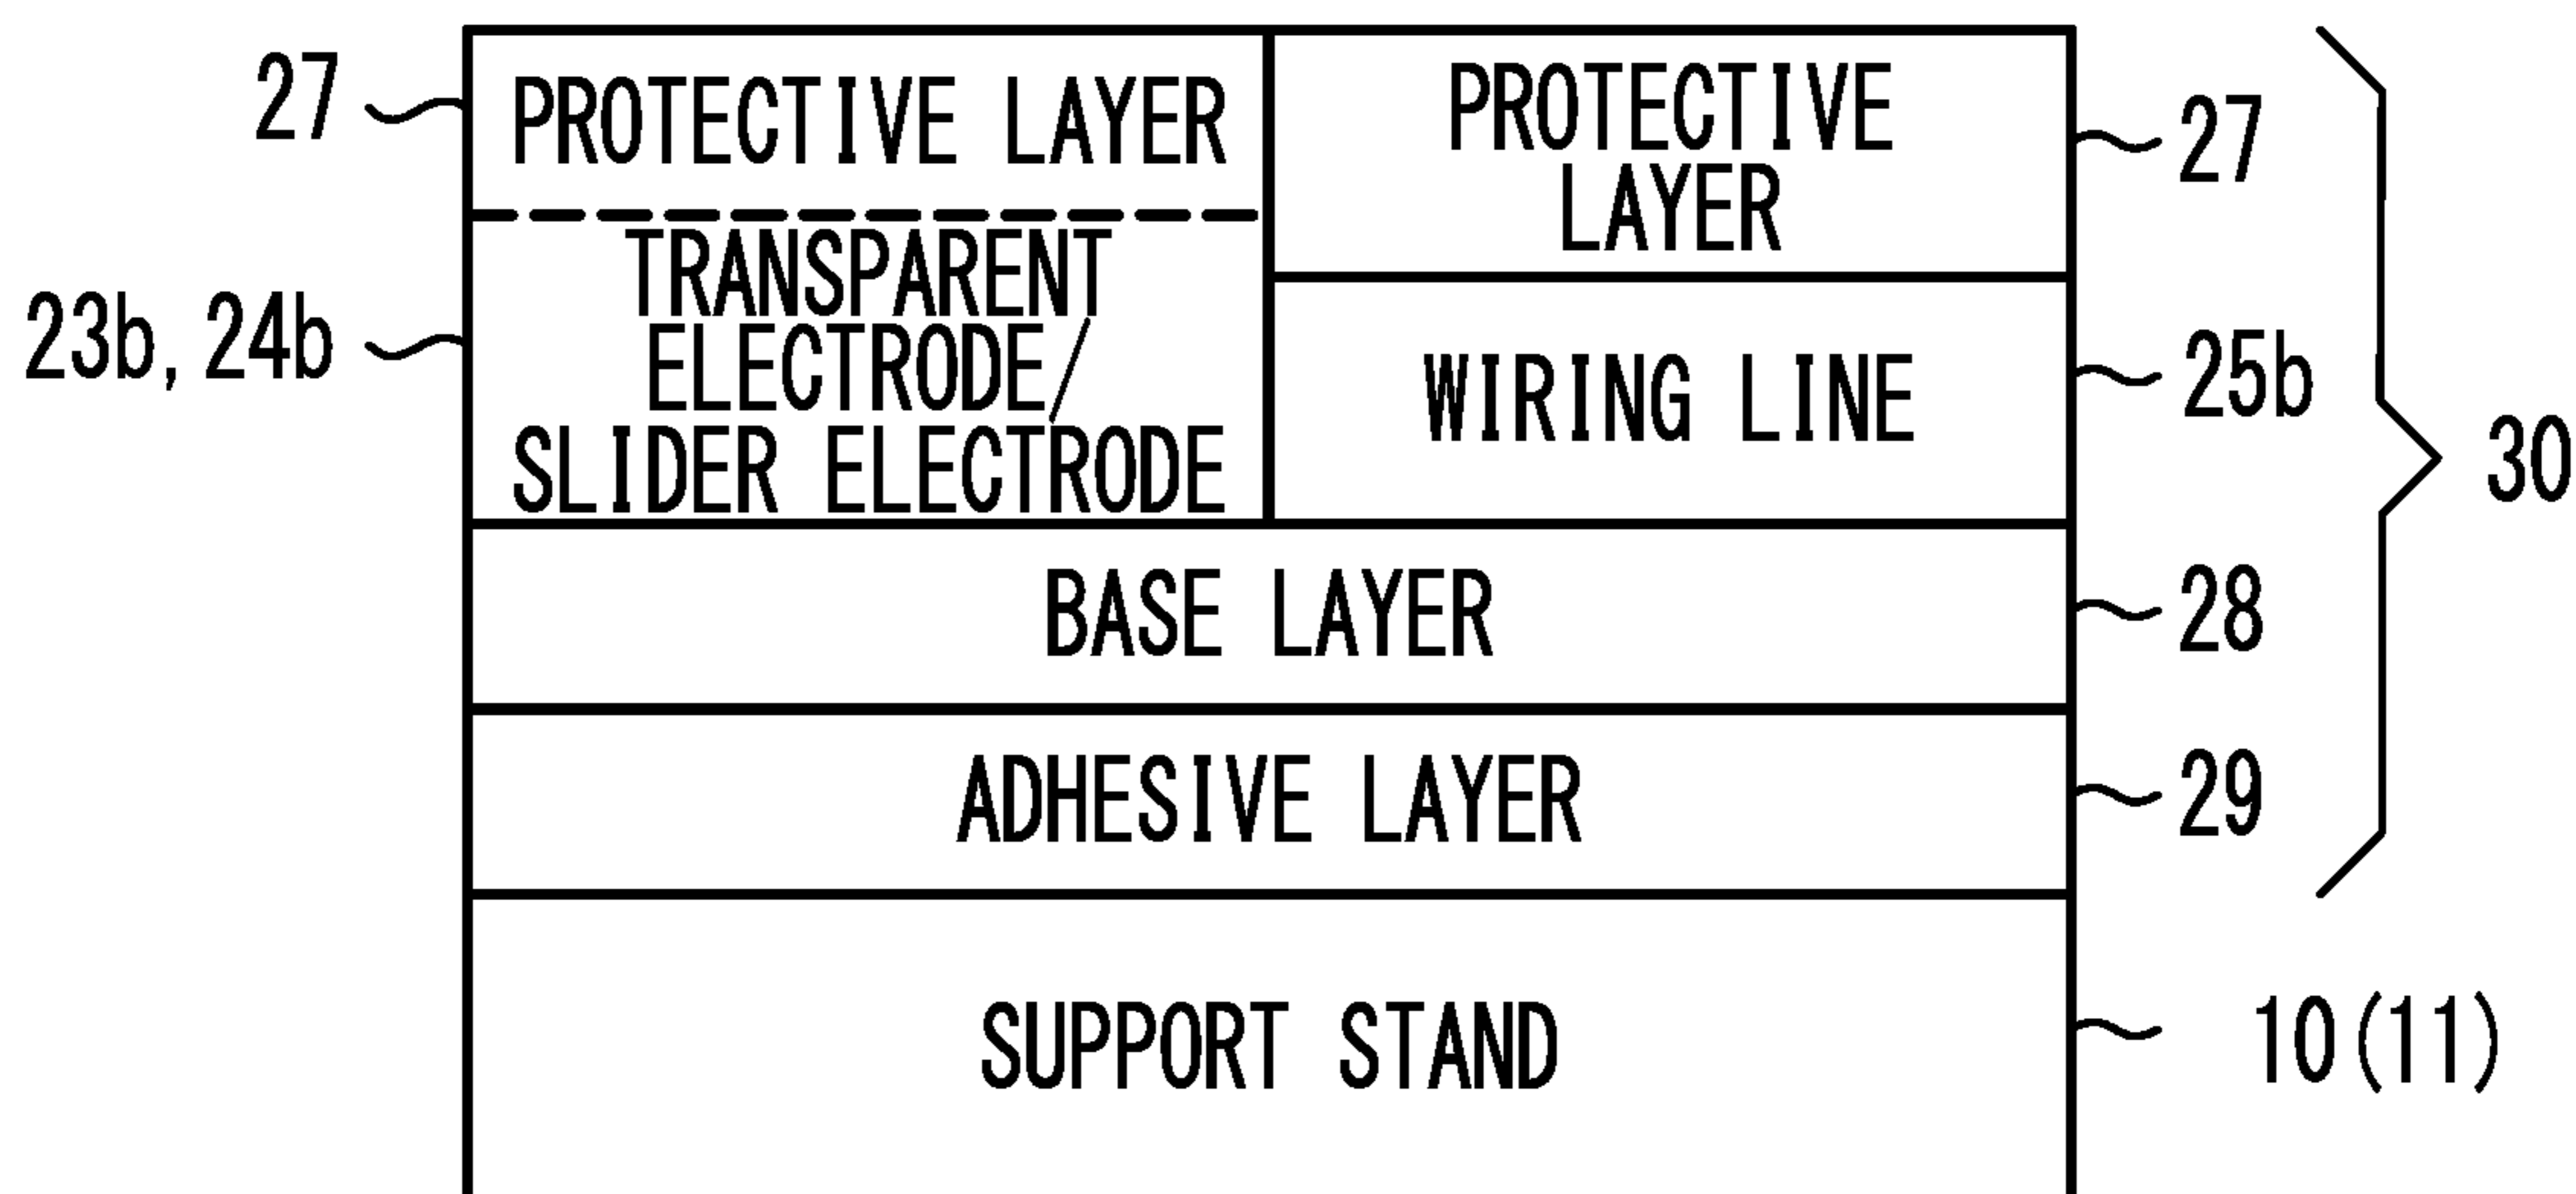 27
PROTECTIVE LAYER
PROTECTIVE
LAYER
27
23b, 24b
TRANSPARENT
ELECTRODE/
SLIDER ELECTRODE
WIRING LINE
25b
30
BASE LAYER
28
ADHESIVE LAYER
29
SUPPORT STAND
10(11)